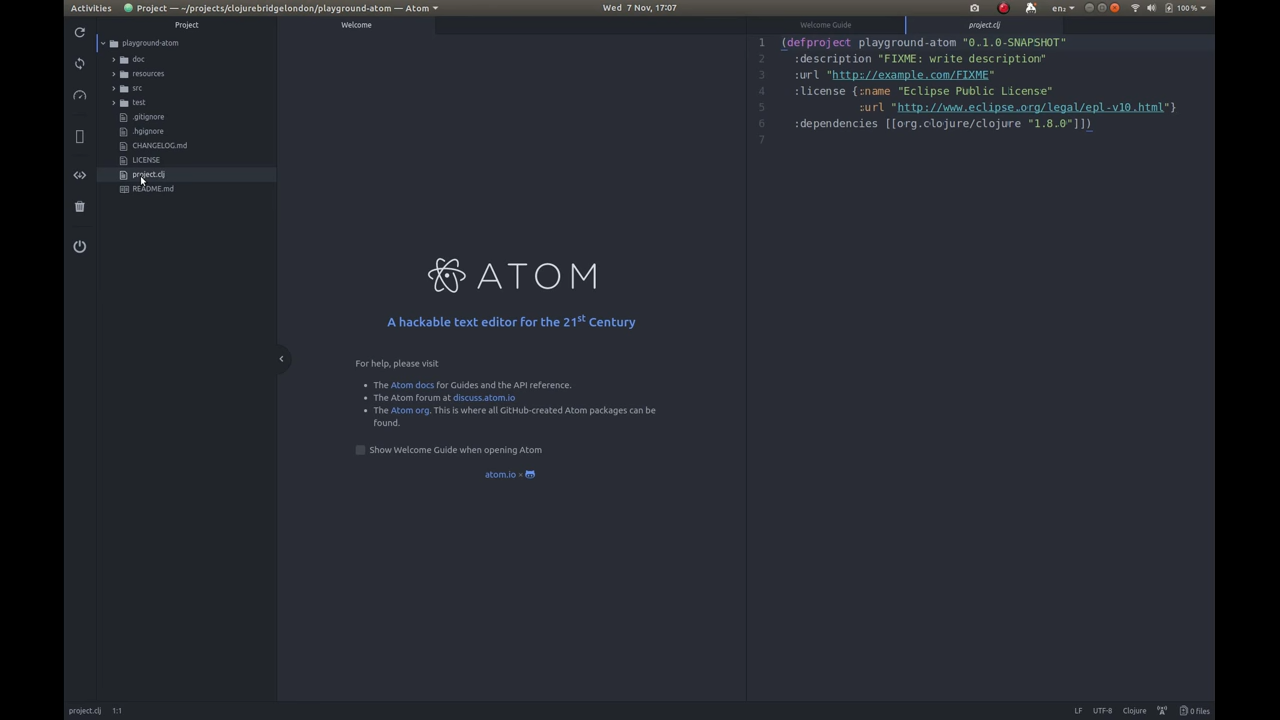 Activities
Project — ~/projects/clojurebridgelondon/playground-atom — Atom
Wed 7 Nov, 17:07
en₂
100 %
Project
playground-atom
doc
resources
src
test
.gitignore
.hgignore
CHANGELOG.md
LICENSE
project.clj
README.md
Welcome
ATOM
A hackable text editor for the 21st Century
For help, please visit
• The Atom docs for Guides and the API reference.
• The Atom forum at discuss.atom.io
• The Atom org. This is where all GitHub-created Atom packages can be
found.
Show Welcome Guide when opening Atom
atom.io ×
Welcome Guide
project.clj
1 (defproject playground-atom "0.1.0-SNAPSHOT"
2 :description "FIXME: write description"
3 :url "http://example.com/FIXME"
4 :license {:name "Eclipse Public License"
5 :url "http://www.eclipse.org/legal/epl-v10.html"}
6 :dependencies [[org.clojure/clojure "1.8.0"]])
7
project.clj
1:1
LF
UTF-8
Clojure
0 files